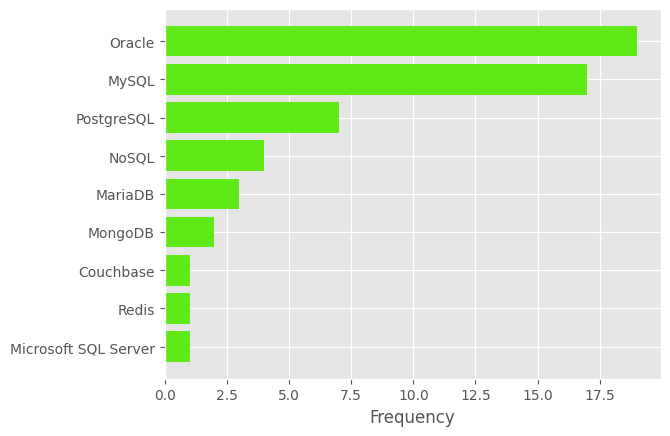 Oracle
MySQL
PostgreSQL
NoSQL
MariaDB
MongoDB
Couchbase
Redis
Microsoft SQL Server
0.0 2.5 5.0 7.5 10.0 12.5 15.0 17.5
Frequency